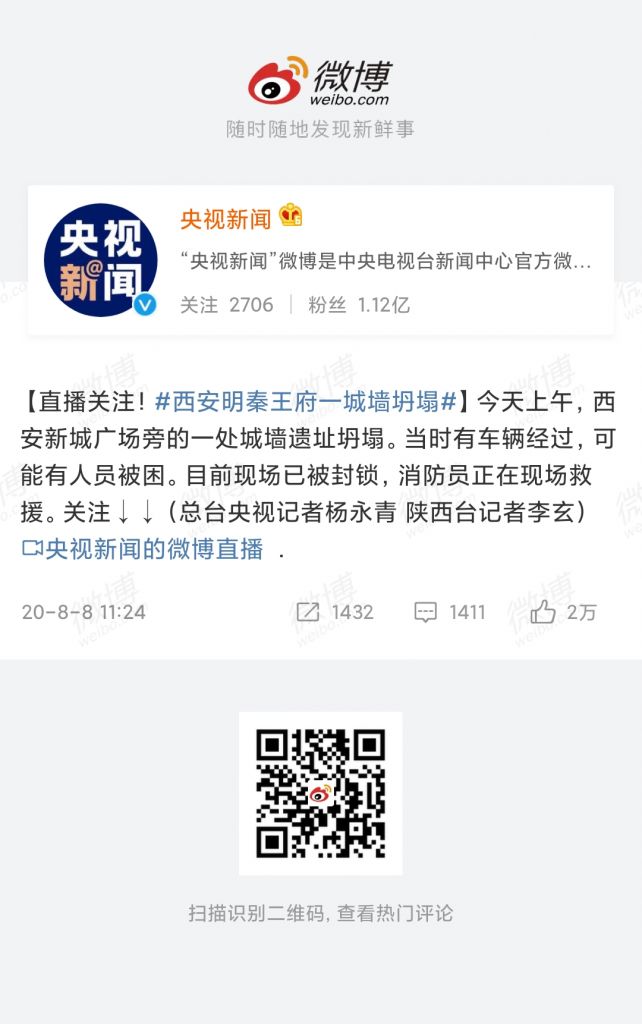 微博
weibo.com
随时随地发现新鲜事
央视新闻
央视
新@闻
“央视新闻”微博是中央电视台新闻中心官方微...
关注 2706 | 粉丝 1.12亿
【直播关注！#西安明秦王府一城墙坍塌#】今天上午，西
安新城广场旁的一处城墙遗址坍塌。当时有车辆经过，可
能有人员被困。目前现场已被封锁，消防员正在现场救
援。关注↓↓（总台央视记者杨永青 陕西台记者李玄）
央视新闻的微博直播 .
20-8-8 11:24 1432 1411 2万
扫描识别二维码, 查看热门评论